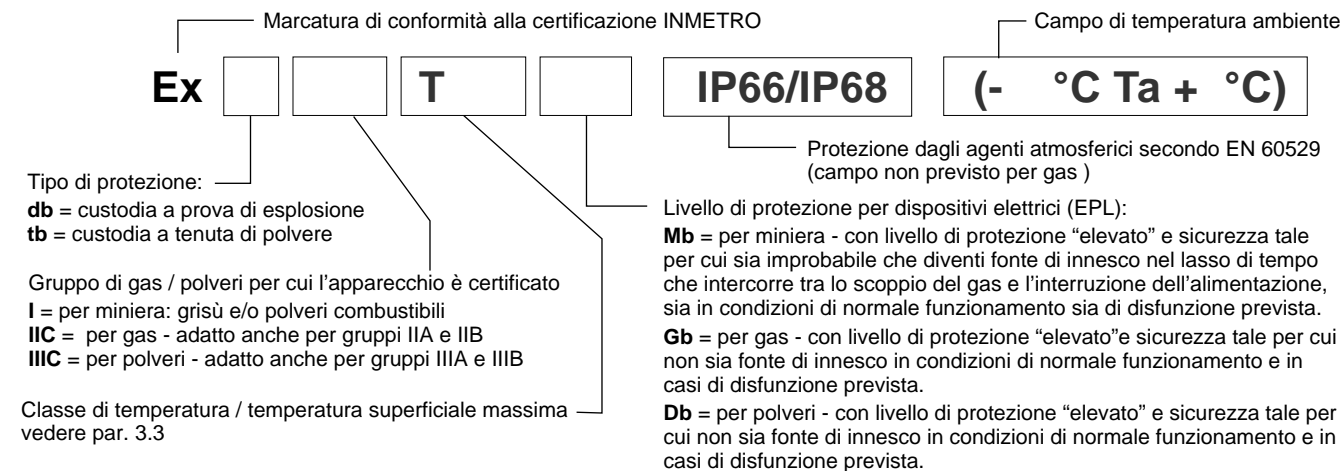 Marcatura di conformità alla certificazione INMETRO
Campo di temperatura ambiente
Ex T IP66/IP68 (- °C Ta + °C)
Protezione dagli agenti atmosferici secondo EN 60529
(campo non previsto per gas )
Tipo di protezione:
db = custodia a prova di esplosione
tb = custodia a tenuta di polvere
Gruppo di gas / polveri per cui l'apparecchio è certificato
I = per miniera: grisù e/o polveri combustibili
IIC = per gas - adatto anche per gruppi IIA e IIB
IIIC = per polveri - adatto anche per gruppi IIIA e IIIB
Classe di temperatura / temperatura superficiale massima
vedere par. 3.3
Livello di protezione per dispositivi elettrici (EPL):
Mb = per miniera - con livello di protezione “elevato” e sicurezza tale
per cui sia improbabile che diventi fonte di innesco nel lasso di tempo
che intercorre tra lo scoppio del gas e l'interruzione dell'alimentazione,
sia in condizioni di normale funzionamento sia di disfunzione prevista.
Gb = per gas - con livello di protezione “elevato”e sicurezza tale per cui
non sia fonte di innesco in condizioni di normale funzionamento e in
casi di disfunzione prevista.
Db = per polveri - con livello di protezione “elevato” e sicurezza tale per
cui non sia fonte di innesco in condizioni di normale funzionamento e in
casi di disfunzione prevista.